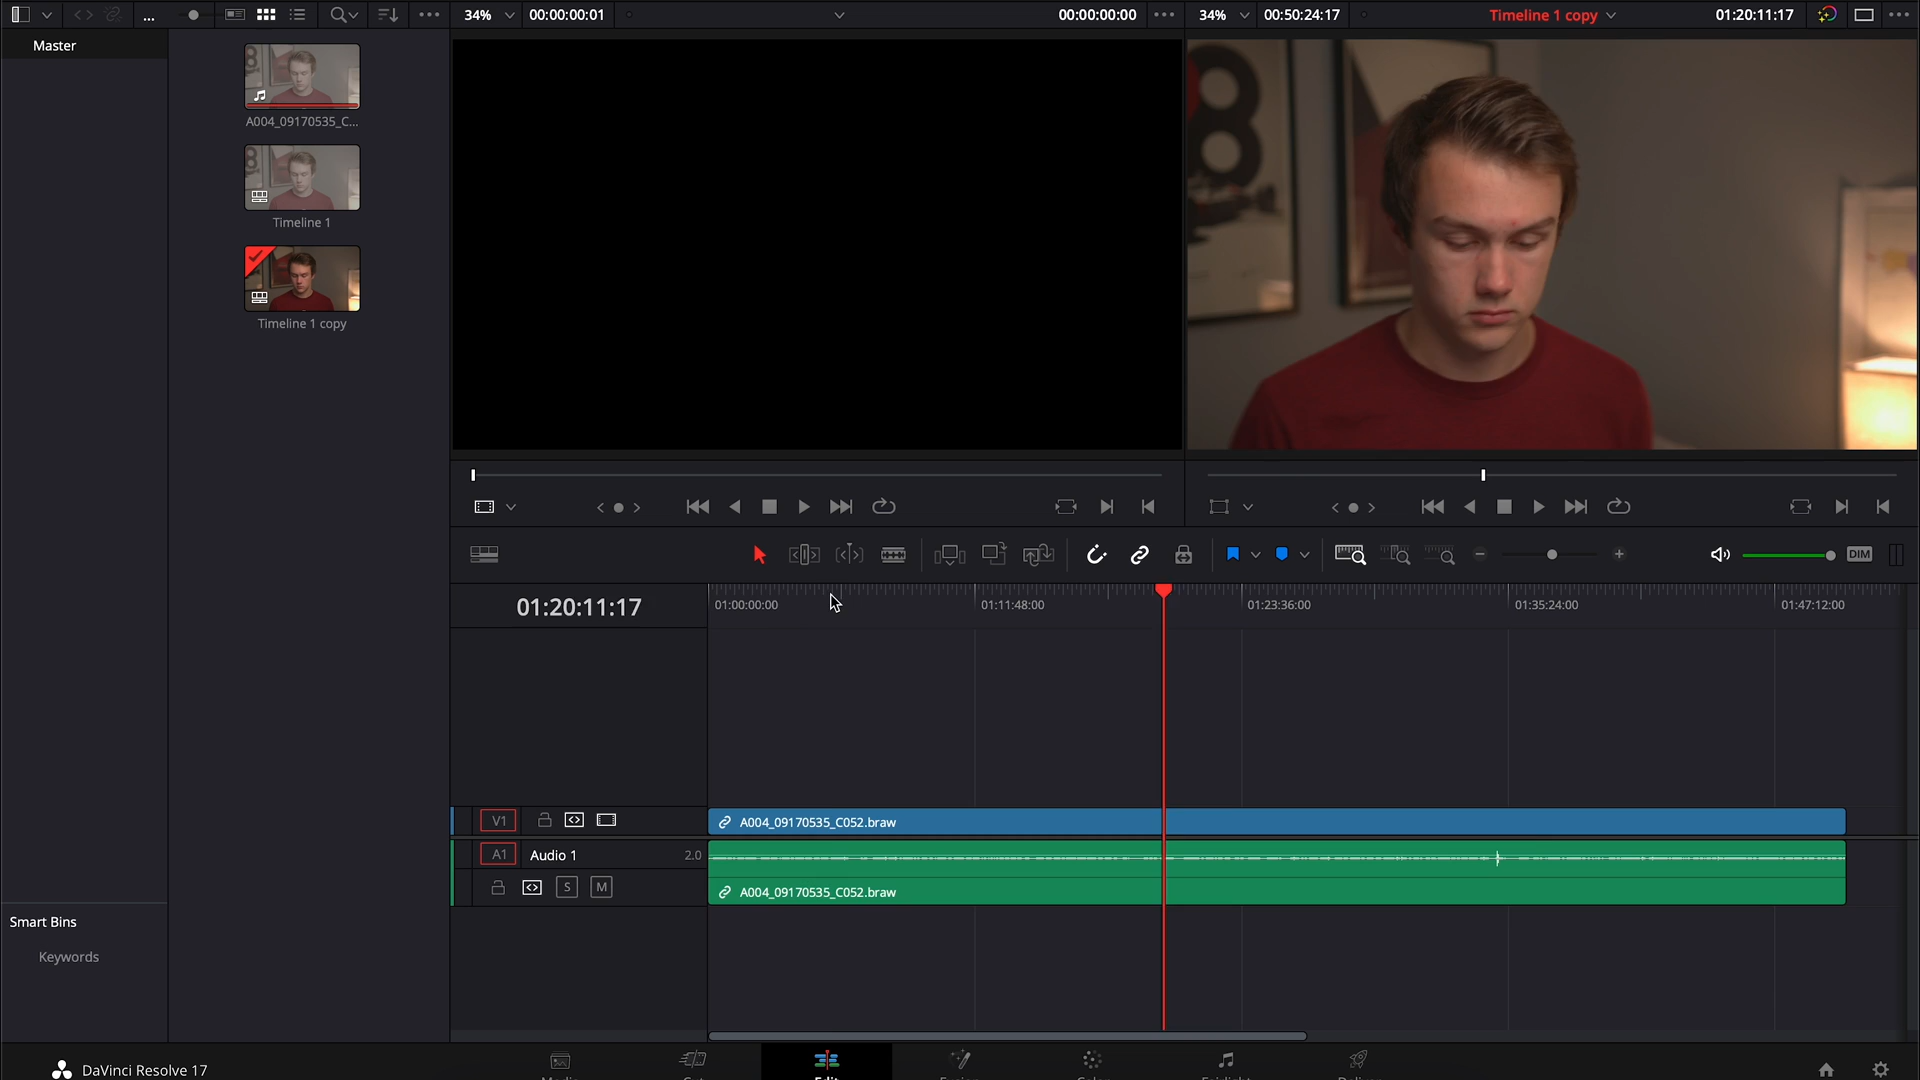 34%
00:00:00:01
00:00:00:00
34%
00:50:24:17
Timeline 1 copy
01:20:11:17
Master
A004_09170535_C...
Timeline 1
Timeline 1 copy
DIM
01:20:11:17
01:00:00:00
01:11:48:00
01:23:36:00
01:35:24:00
01:47:12:00
V1
A004_09170535_C052.braw
A1
Audio 1
2.0
S
M
A004_09170535_C052.braw
Smart Bins
Keywords
DaVinci Resolve 17
Edit